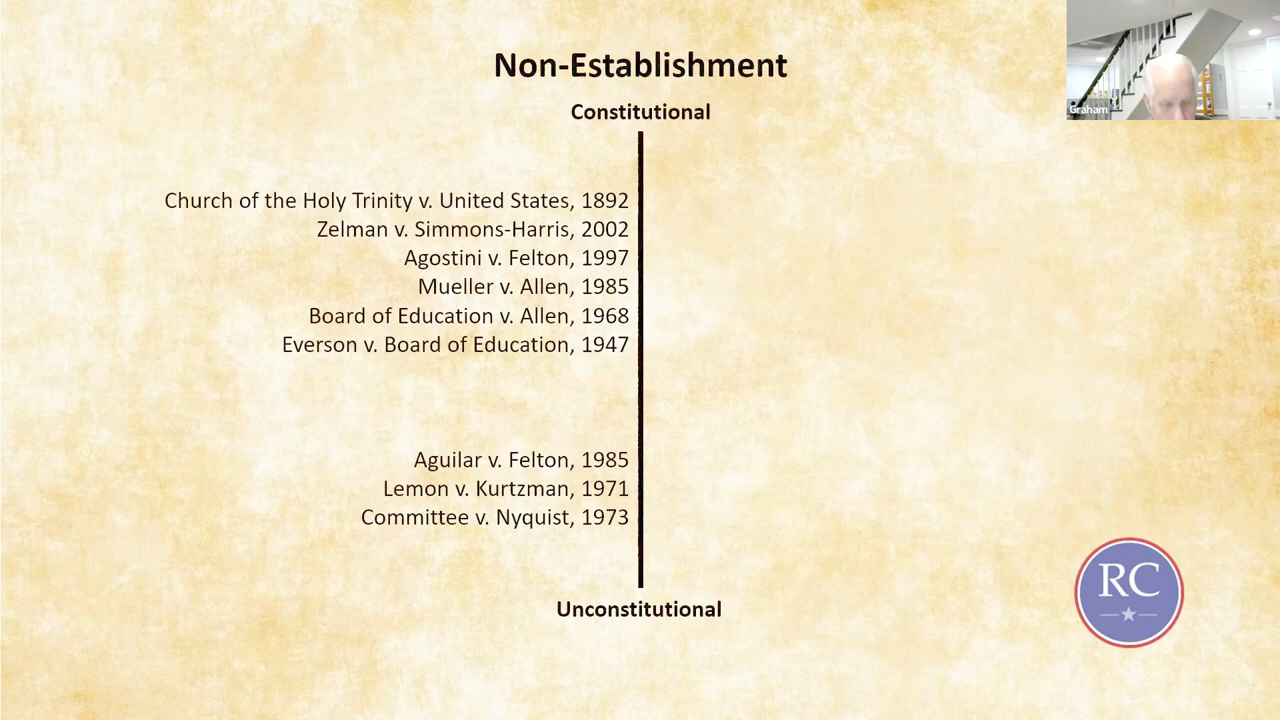 Non-Establishment
Constitutional
Graham
Church of the Holy Trinity v. United States, 1892
Zelman v. Simmons-Harris, 2002
Agostini v. Felton, 1997
Mueller v. Allen, 1985
Board of Education v. Allen, 1968
Everson v. Board of Education, 1947
Aguilar v. Felton, 1985
Lemon v. Kurtzman, 1971
Committee v. Nyquist, 1973
RC
Unconstitutional